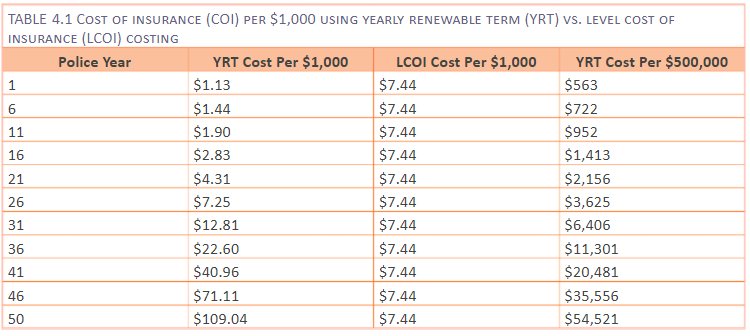 TABLE 4.1 COST OF INSURANCE (COI) PER $1,000 USING YEARLY RENEWABLE TERM (YRT) VS. LEVEL COST OF
INSURANCE (LCOI) COSTING
Police Year YRT Cost Per $1,000 LCOI Cost Per $1,000 YRT Cost Per $500,000
1 $1.13 $7.44 $563
6 $1.44 $7.44 $722
11 $1.90 $7.44 $952
16 $2.83 $7.44 $1,413
21 $4.31 $7.44 $2,156
26 $7.25 $7.44 $3,625
31 $12.81 $7.44 $6,406
36 $22.60 $7.44 $11,301
41 $40.96 $7.44 $20,481
46 $71.11 $7.44 $35,556
50 $109.04 $7.44 $54,521